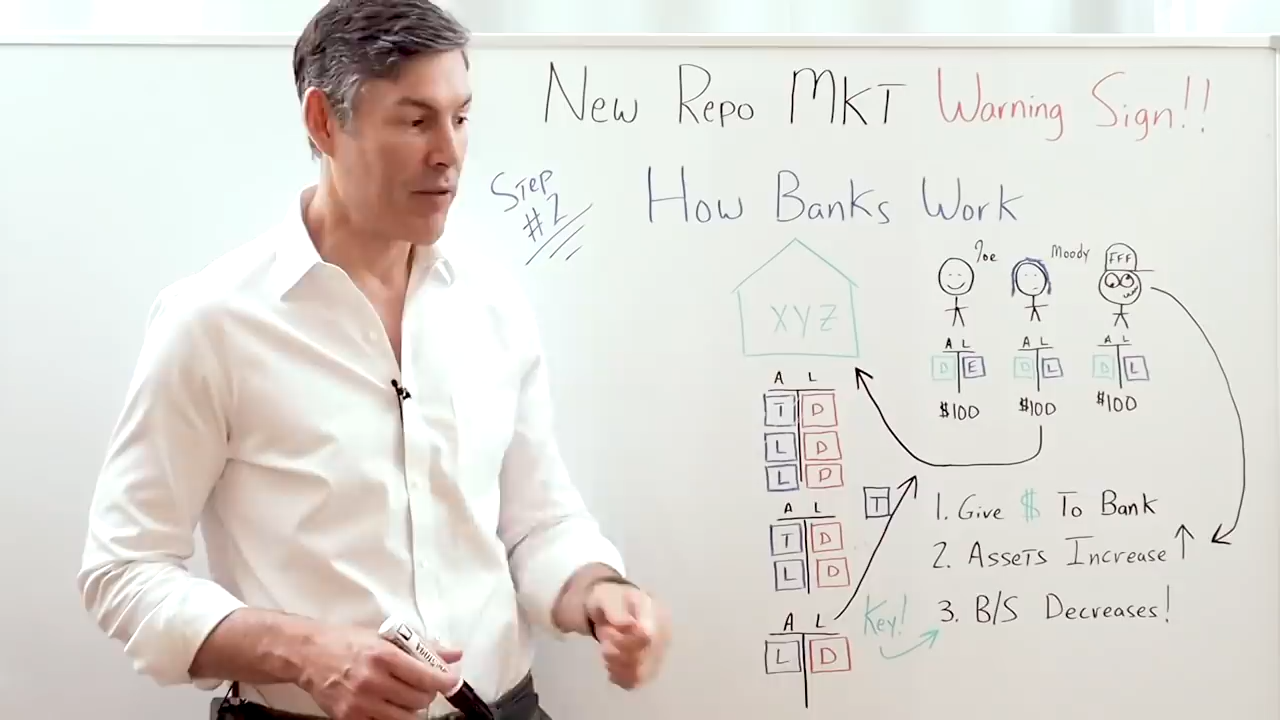 New Repo MKT Warning Sign!!
Step
#2
How Banks Work
XYZ
Joe
Moody
FFF
A L
D E
$100
A L
D L
$100
A L
D L
$100
A L
T D
L D
L D
A L
T D
L D
T
A L
L D
Key!
1. Give $ To Bank
2. Assets Increase ↑
3. B/S Decreases!